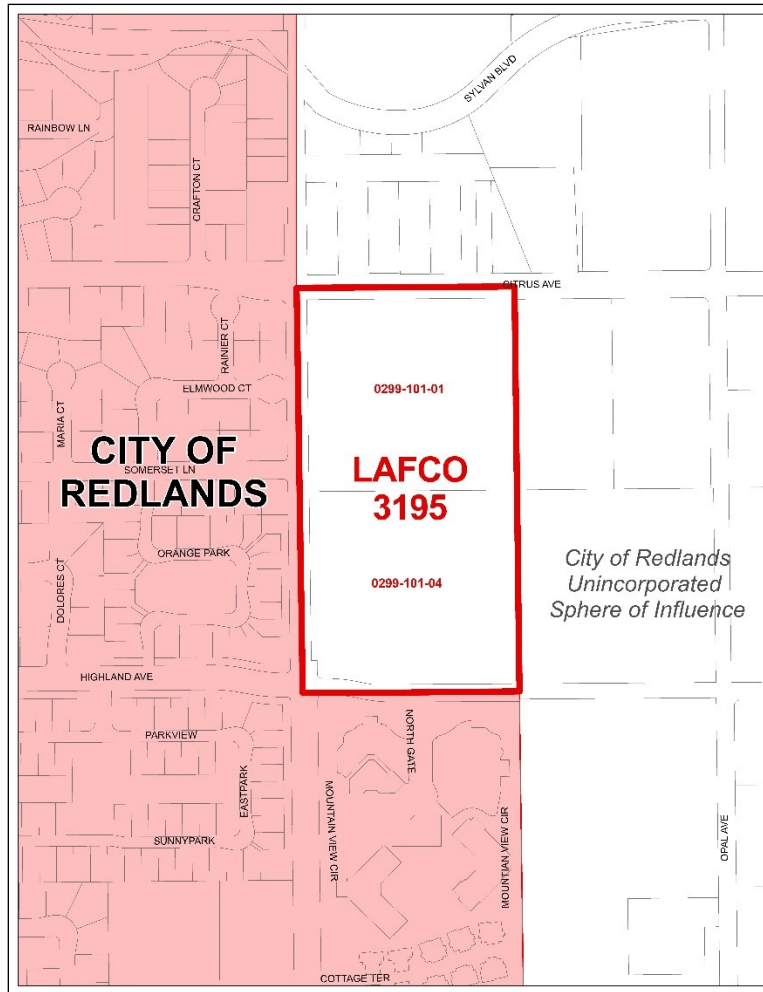 SYLVAN BLVD
RAINBOW LN
GRAFTON CT
CITRUS AVE
RAINIER CT
0299-101-01
ELMWOOD CT
MARIA CT
CITY OF
REDLANDS
SOMERSET LN
LAFCO
3195
ORANGE PARK
DOLORES CT
0299-101-04
City of Redlands
Unincorporated
Sphere of Influence
HIGHLAND AVE
PARKVIEW
NORTH GATE
EASTPARK
MOUNTAIN VIEW CIR
MOUNTIAN VIEW CIR
OPAL AVE
SUNNYPARK
COTTAGE TER